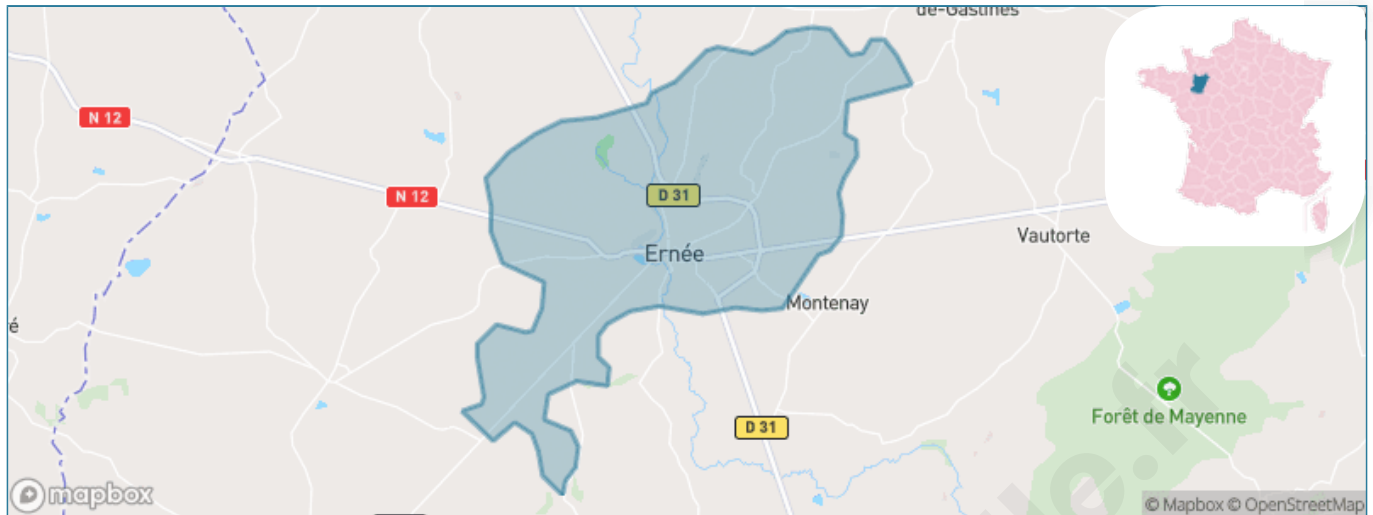 de-Gastines
N 12
N 12
D 31
Ernée
Vautorte
Montenay
é
Forêt de Mayenne
D 31
mapbox
© Mapbox © OpenStreetMap